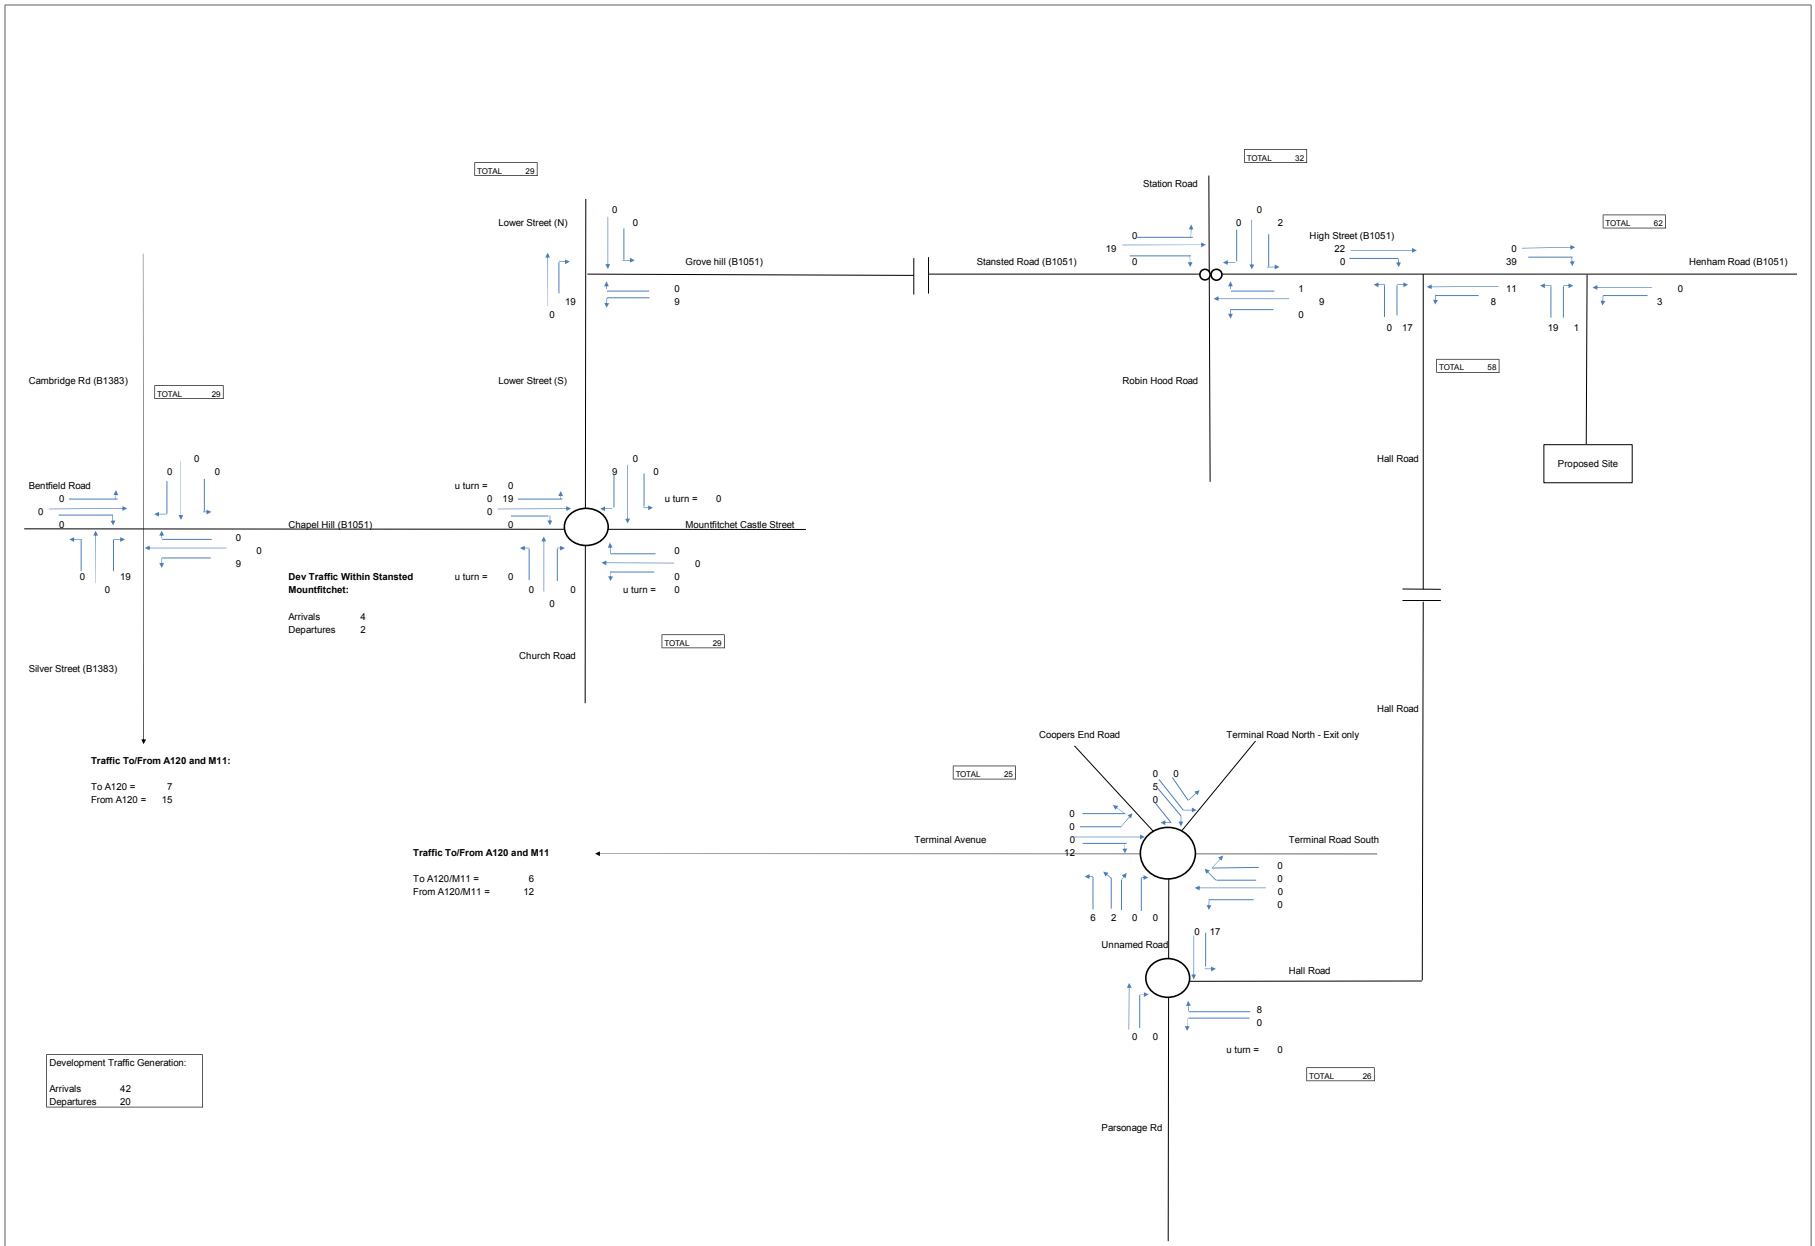 TOTAL 32
TOTAL 29
Station Road
Lower Street (N)
0
0
0
0
2
0
19
0
High Street (B1051)
22
0
TOTAL 62
0
39
Grove hill (B1051)
Stansted Road (B1051)
Henham Road (B1051)
19
0
0
9
1
9
0
11
8
0
3
0 17
19 1
TOTAL 58
Cambridge Rd (B1383)
TOTAL 29
Lower Street (S)
Robin Hood Road
Hall Road
Proposed Site
Bentfield Road
0
0
0
0
0
0
u turn = 0
0 19
0
0
9
0
u turn = 0
Chapel Hill (B1051)
Mountfitchet Castle Street
0
0
9
0
19
0
Dev Traffic Within Stansted
Mountfitchet:
Arrivals 4
Departures 2
u turn = 0
0
0
0
0
0
0
u turn = 0
TOTAL 29
Church Road
Silver Street (B1383)
Hall Road
Traffic To/From A120 and M11:
To A120 = 7
From A120 = 15
Coopers End Road
Terminal Road North - Exit only
TOTAL 25
0 0
5
0
0
0
0
12
Terminal Avenue
Terminal Road South
Traffic To/From A120 and M11
To A120/M11 = 6
From A120/M11 = 12
0
0
0
0
6 2 0 0
Unnamed Road
0 17
Hall Road
8
0
0 0
u turn = 0
TOTAL 26
Development Traffic Generation:
Arrivals 42
Departures 20
Parsonage Rd